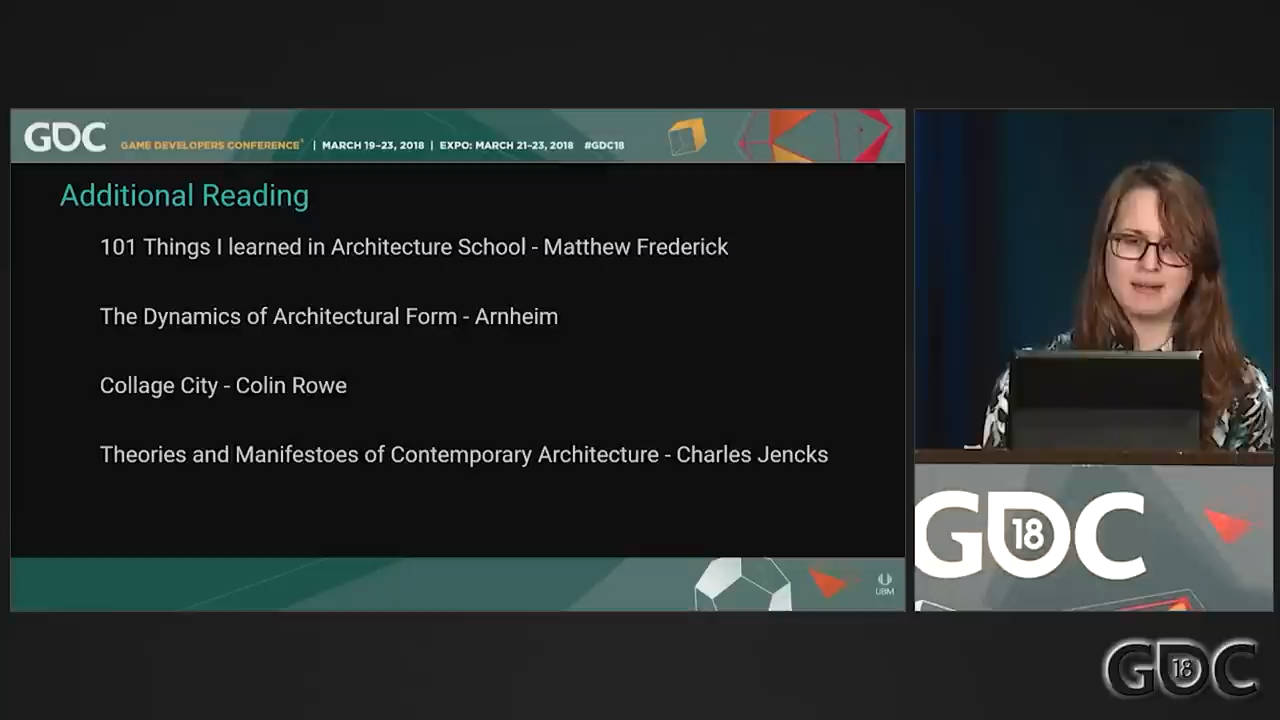 GDC
GAME DEVELOPERS CONFERENCE® | MARCH 19–23, 2018 | EXPO: MARCH 21–23, 2018 #GDC18
Additional Reading
101 Things I learned in Architecture School - Matthew Frederick
The Dynamics of Architectural Form - Arnheim
Collage City - Colin Rowe
Theories and Manifestoes of Contemporary Architecture - Charles Jencks
UBM
GDC
18
GDC
18